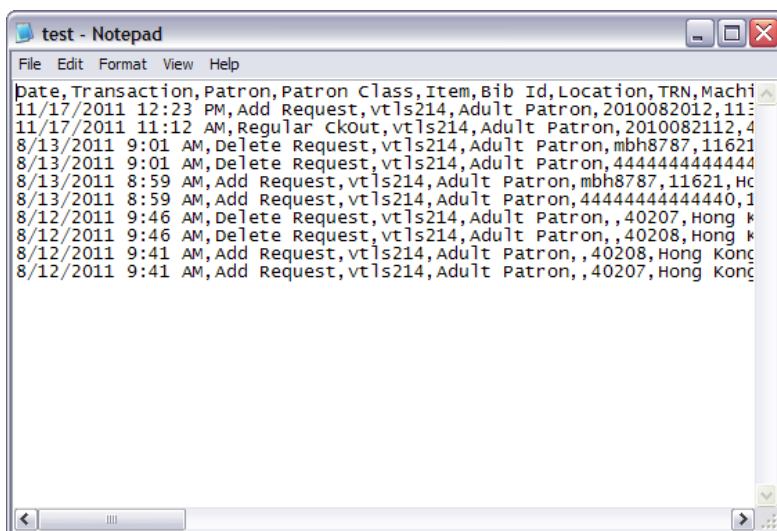 test - Notepad
File Edit Format View Help
Date,Transaction,Patron,Patron Class,Item,Bib Id,Location,TRN,Machi
11/17/2011 12:23 PM,Add Request,vtls214,Adult Patron,2010082012,113
11/17/2011 11:12 AM,Regular CkOut,vtls214,Adult Patron,2010082112,4
8/13/2011 9:01 AM,Delete Request,vtls214,Adult Patron,mbh8787,11621
8/13/2011 9:01 AM,Delete Request,vtls214,Adult Patron,4444444444444
8/13/2011 8:59 AM,Add Request,vtls214,Adult Patron,mbh8787,11621,Ho
8/13/2011 8:59 AM,Add Request,vtls214,Adult Patron,44444444444440,1
8/12/2011 9:46 AM,Delete Request,vtls214,Adult Patron,,40207,Hong K
8/12/2011 9:46 AM,Delete Request,vtls214,Adult Patron,,40208,Hong K
8/12/2011 9:41 AM,Add Request,vtls214,Adult Patron,,40208,Hong Kong
8/12/2011 9:41 AM,Add Request,vtls214,Adult Patron,,40207,Hong Kong